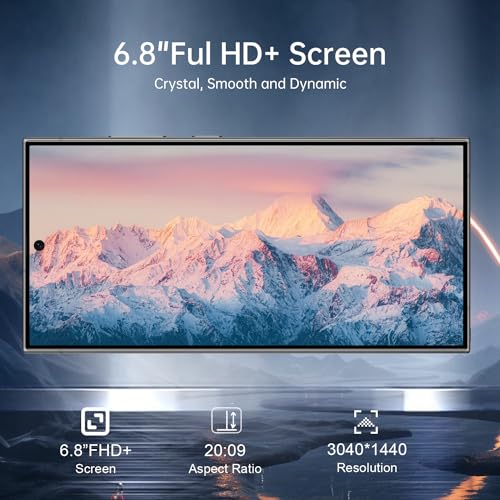 6.8"Ful HD+ Screen
Crystal, Smooth and Dynamic
6.8"FHD+
Screen
20:09
Aspect Ratio
3040*1440
Resolution